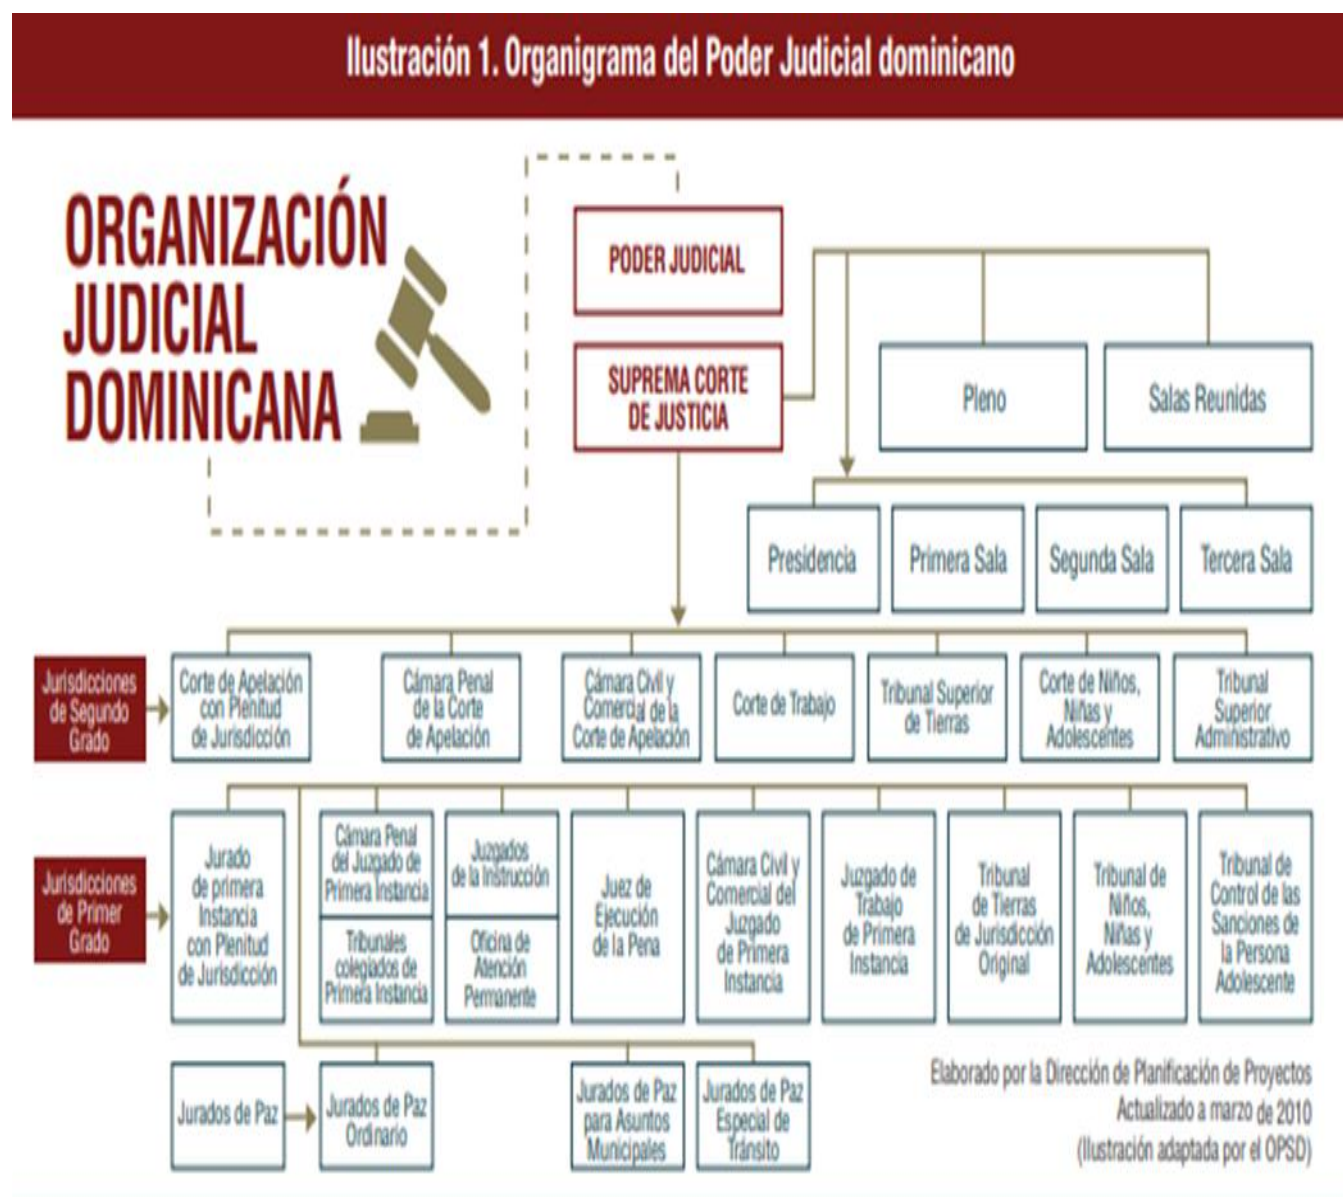 Ilustración 1. Organigrama del Poder Judicial dominicano
ORGANIZACIÓN
JUDICIAL
DOMINICANA
PODER JUDICIAL
SUPREMA CORTE
DE JUSTICIA
Pleno
Salas Reunidas
Presidencia
Primera Sala
Segunda Sala
Tercera Sala
Jurisdicciones
de Segundo
Grado
Corte de Apelación
con Plenitud
de Jurisdicción
Cámara Penal
de la Corte
de Apelación
Cámara Civil y
Comercial de la
Corte de Apelación
Corte de Trabajo
Tribunal Superior
de Tierras
Corte de Niños,
Niñas y
Adolescentes
Tribunal
Superior
Administrativo
Jurisdicciones
de Primer
Grado
Jurado
de primera
Instancia
con Plenitud
de Jurisdicción
Cámara Penal
del Juzgado de
Primera Instancia
Tribunales
colegiados de
Primera Instancia
Juzgados
de la Instrucción
Oficina de
Atención
Permanente
Juez de
Ejecución
de la Pena
Cámara Civil y
Comercial del
Juzgado
de Primera
Instancia
Juzgado de
Trabajo
de Primera
Instancia
Tribunal
de Tierras
de Jurisdicción
Original
Tribunal de
Niños,
Niñas y
Adolescentes
Tribunal de
Control de las
Sanciones de
la Persona
Adolescente
Jurados de Paz
Jurados de Paz
Ordinario
Jurados de Paz
para Asuntos
Municipales
Jurados de Paz
Especial de
Tránsito
Elaborado por la Dirección de Planificación de Proyectos
Actualizado a marzo de 2010
(Ilustración adaptada por el OPSD)